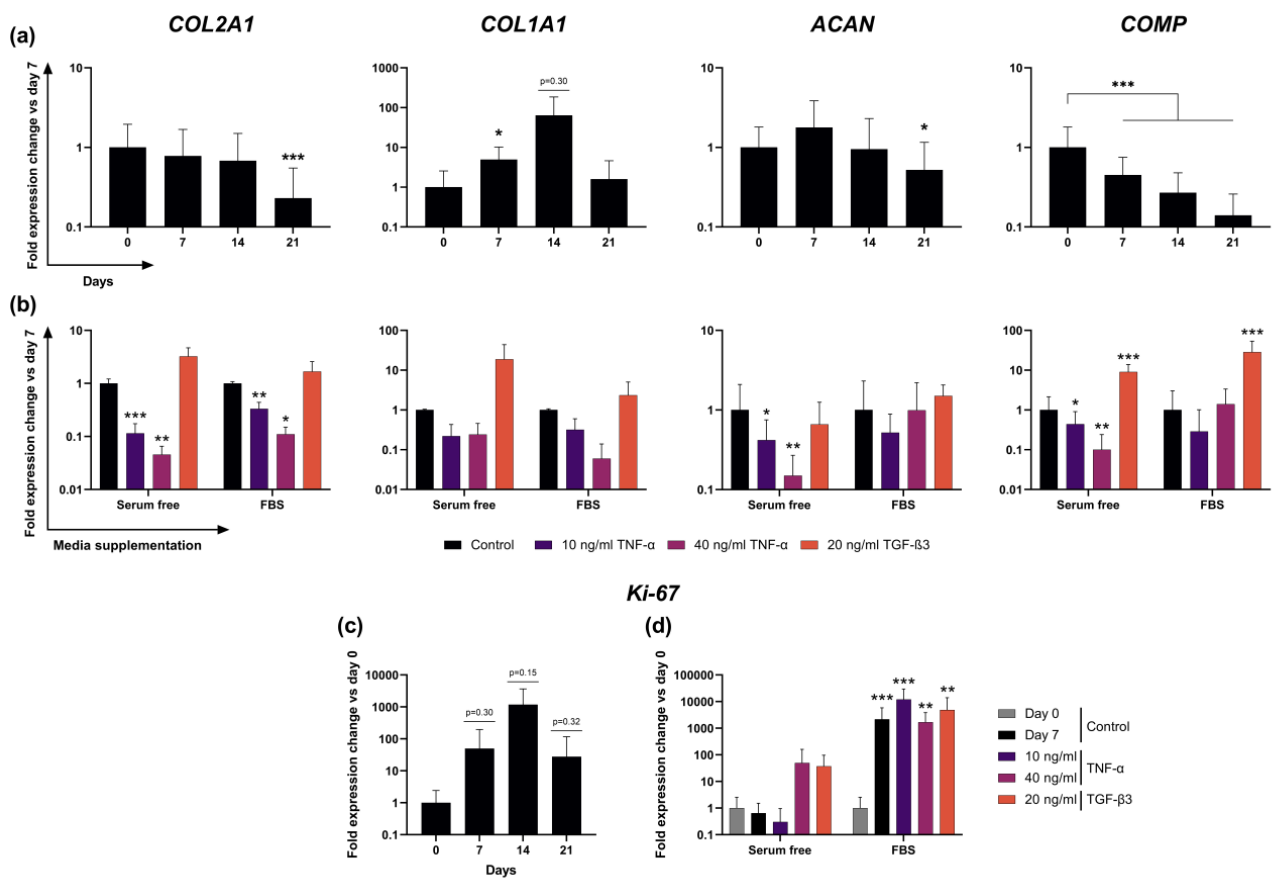 COL2A1 COL1A1 ACAN COMP
(a)
Fold expression change vs day 7
10 1 0.1
***
0 7 14 21
Days
1000 100 10 1 0.1
*
p=0.30
0 7 14 21
10 1 0.1
*
0 7 14 21
10 1 0.1
***
0 7 14 21
(b)
Fold expression change vs day 7
10 1 0.1 0.01
*** ** ** *
Serum free FBS
Media supplementation
100 10 1 0.1 0.01
Serum free FBS
10 1 0.1
* **
Serum free FBS
100 10 1 0.1 0.01
* ** *** ***
Serum free FBS
Control 10 ng/ml TNF-α 40 ng/ml TNF-α 20 ng/ml TGF-ß3
Ki-67
(c)
Fold expression change vs day 0
10000 1000 100 10 1 0.1
p=0.30 p=0.15 p=0.32
0 7 14 21
Days
(d)
Fold expression change vs day 0
100000 10000 1000 100 10 1 0.1
*** *** ** **
Serum free FBS
Day 0
Day 7
Control
10 ng/ml
40 ng/ml
TNF-α
20 ng/ml TGF-β3